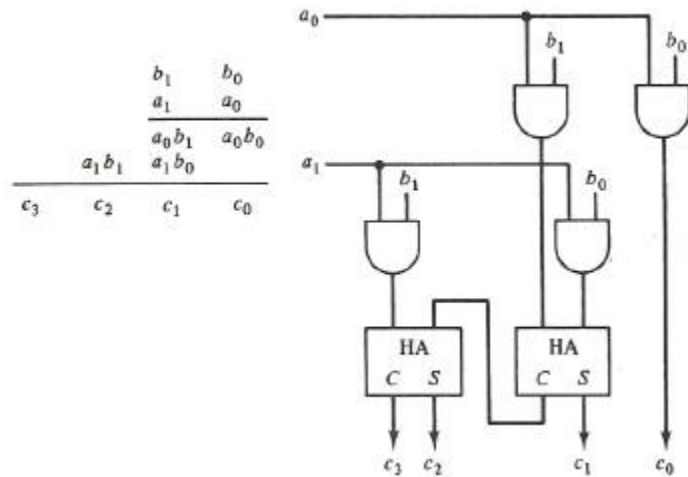 b₁ b₀
a₁ a₀
a₀b₁ a₀b₀
a₁b₁ a₁b₀
c₃ c₂ c₁ c₀
a₀
b₁ b₀
a₁
b₁ b₀
HA HA
C S C S
c₃ c₂ c₁ c₀